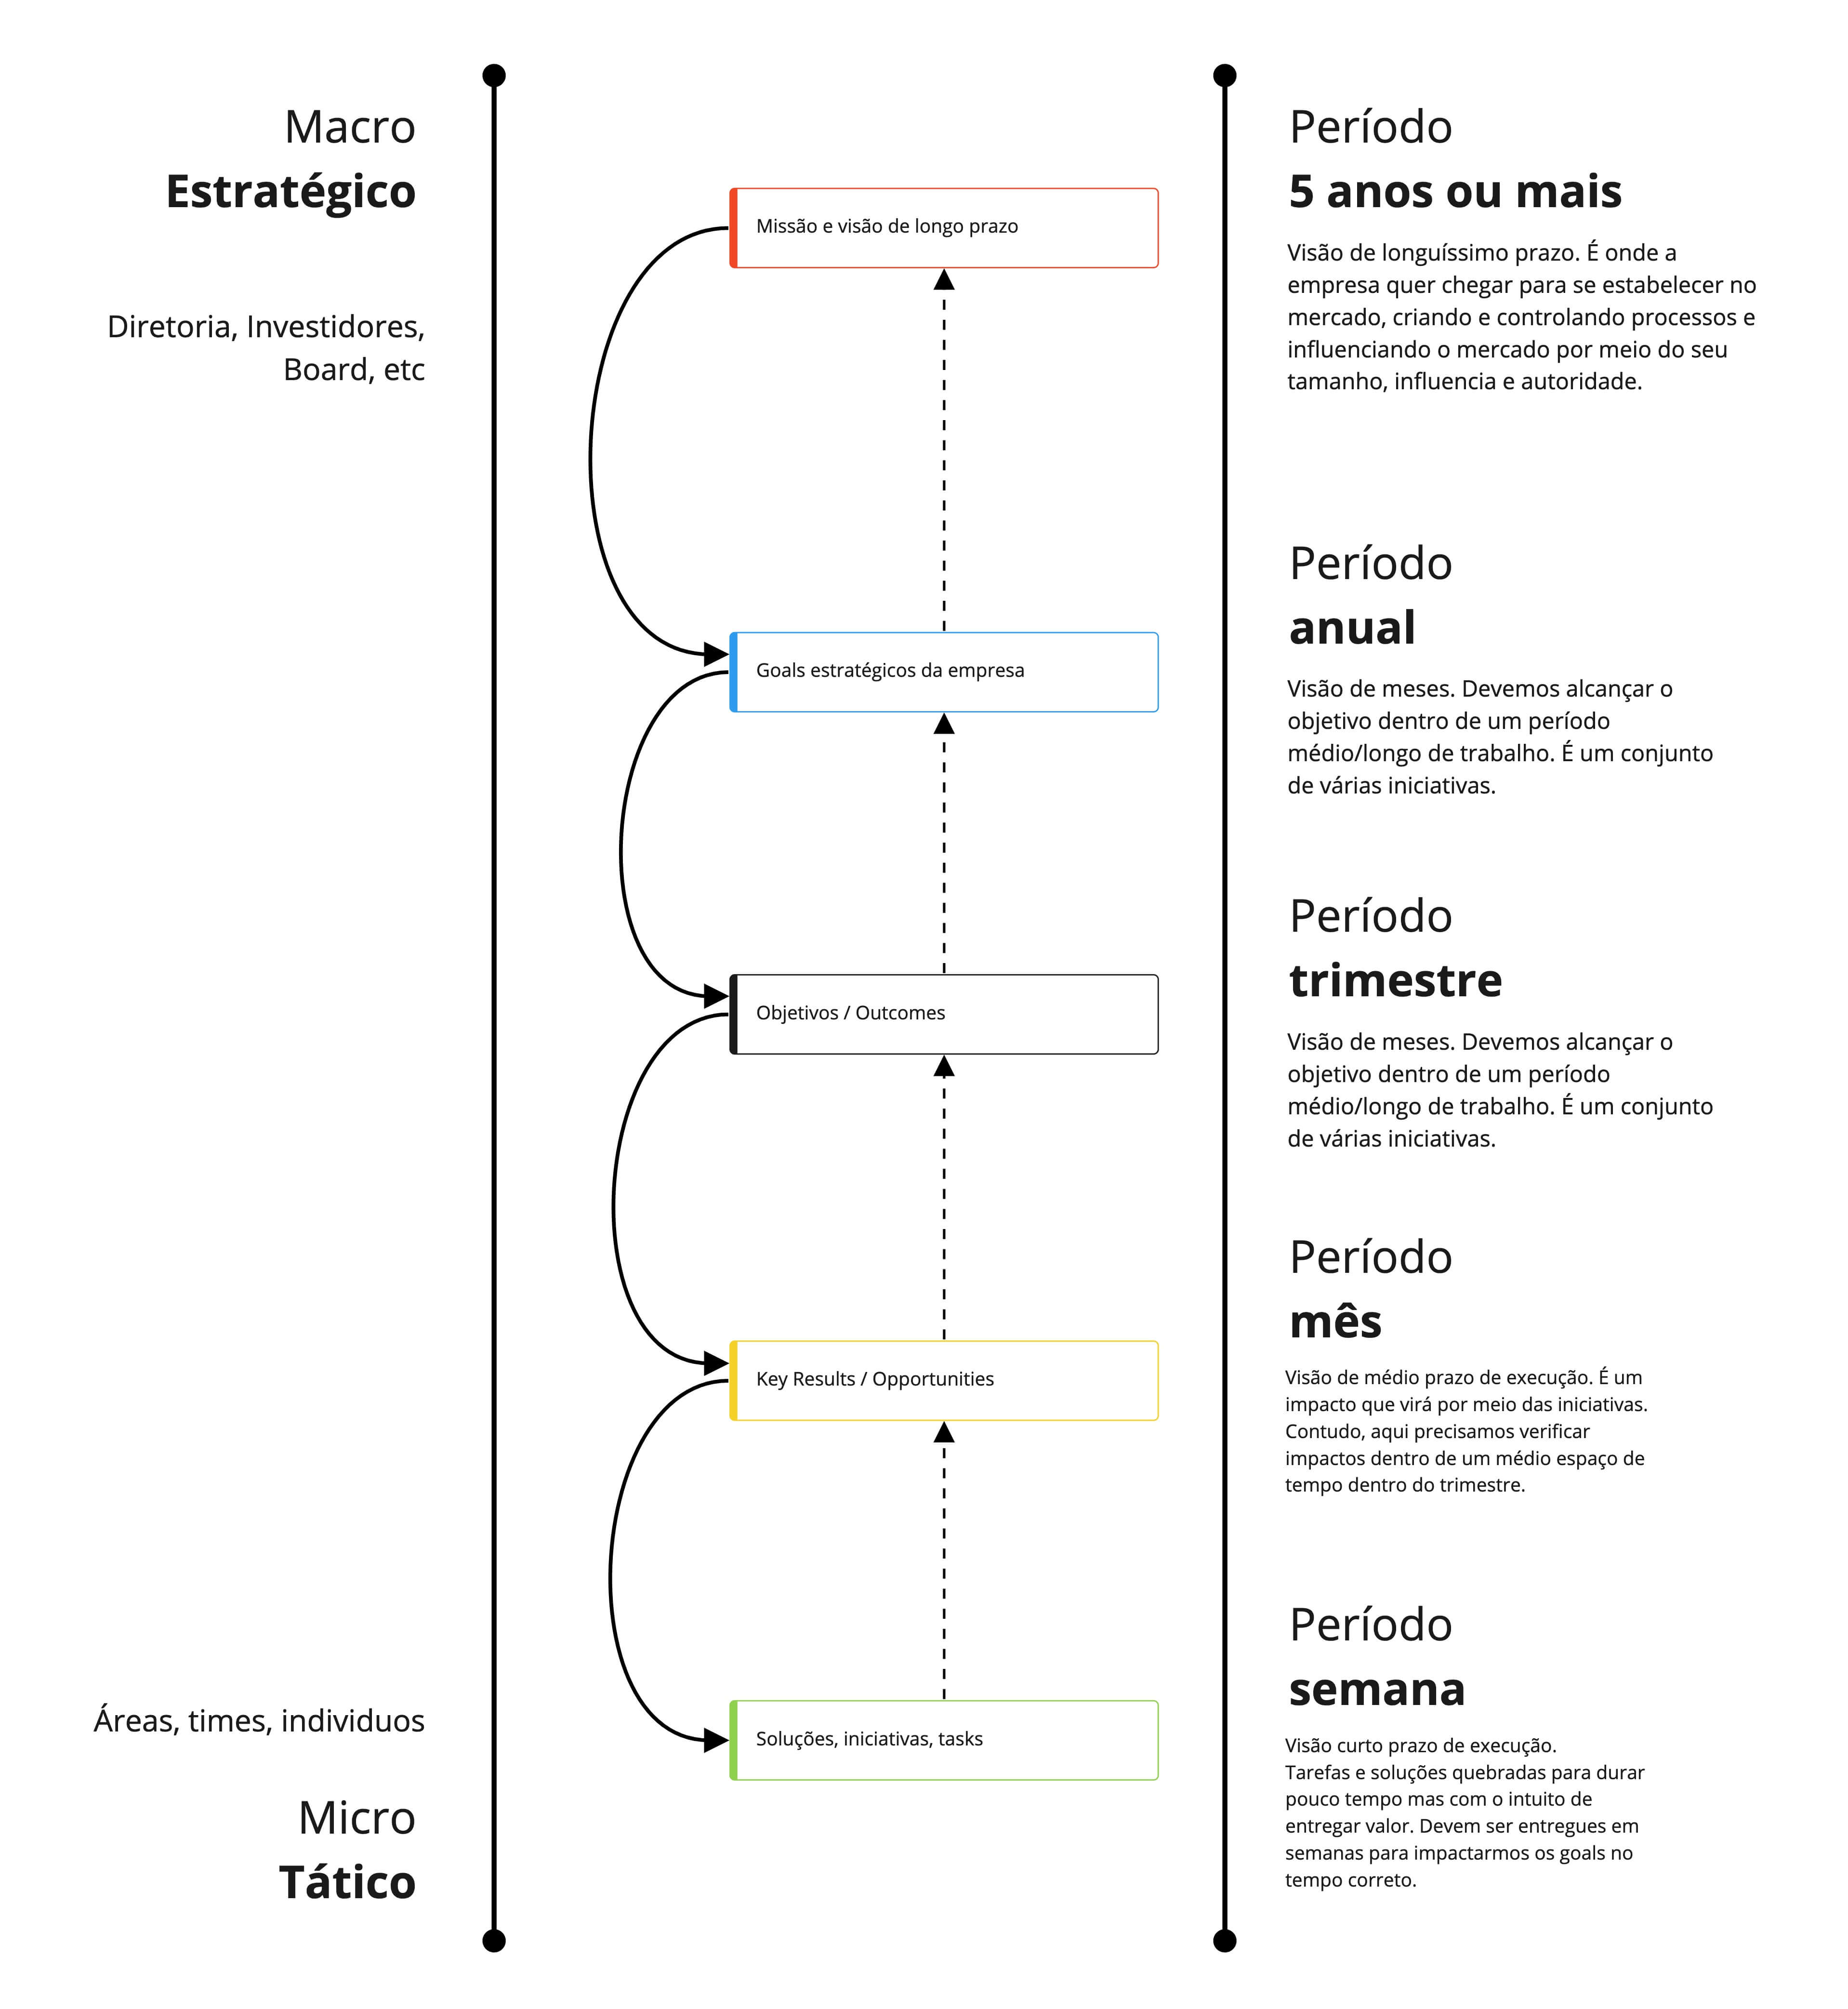 Macro
Estratégico
Diretoria, Investidores,
Board, etc
Áreas, times, individuos
Micro
Tático
Missão e visão de longo prazo
Goals estratégicos da empresa
Objetivos / Outcomes
Key Results / Opportunities
Soluções, iniciativas, tasks
Período
5 anos ou mais
Visão de longuíssimo prazo. É onde a
empresa quer chegar para se estabelecer no
mercado, criando e controlando processos e
influenciando o mercado por meio do seu
tamanho, influencia e autoridade.
Período
anual
Visão de meses. Devemos alcançar o
objetivo dentro de um período
médio/longo de trabalho. É um conjunto
de várias iniciativas.
Período
trimestre
Visão de meses. Devemos alcançar o
objetivo dentro de um período
médio/longo de trabalho. É um conjunto
de várias iniciativas.
Período
mês
Visão de médio prazo de execução. É um
impacto que virá por meio das iniciativas.
Contudo, aqui precisamos verificar
impactos dentro de um médio espaço de
tempo dentro do trimestre.
Período
semana
Visão curto prazo de execução.
Tarefas e soluções quebradas para durar
pouco tempo mas com o intuito de
entregar valor. Devem ser entregues em
semanas para impactarmos os goals no
tempo correto.